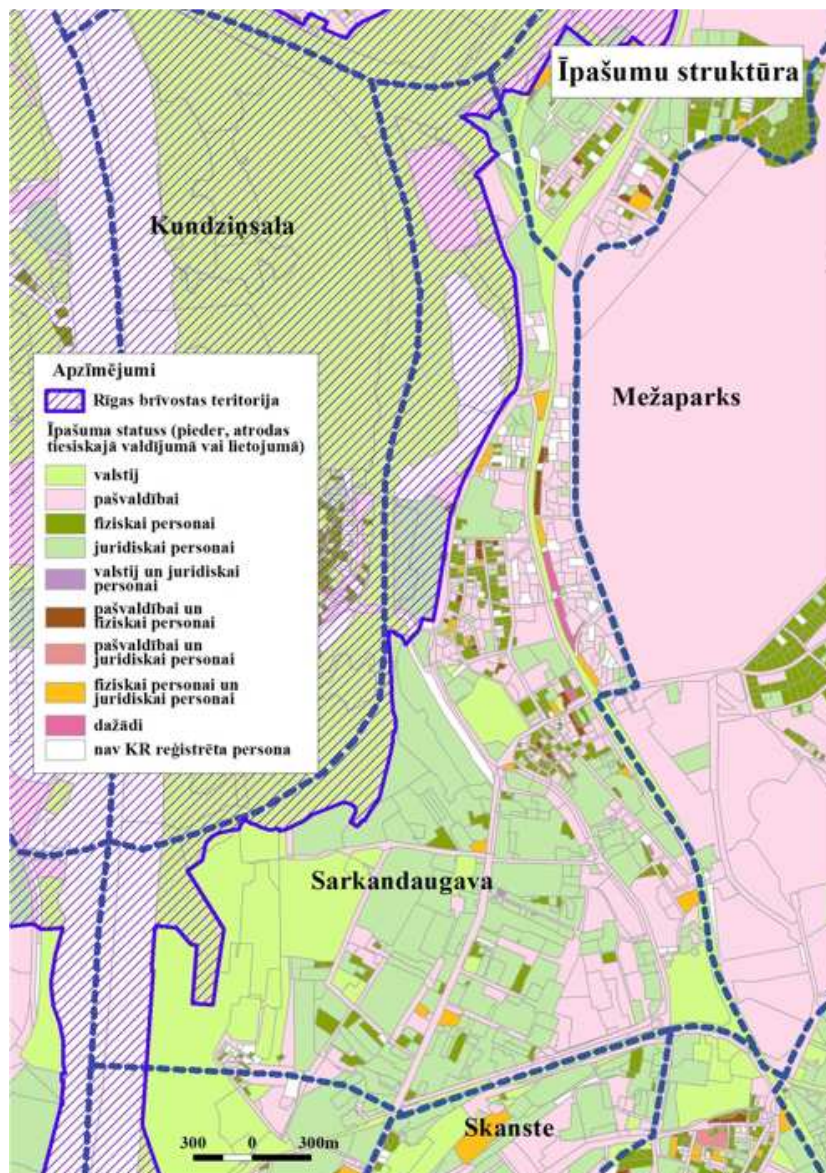 Īpašumu struktūra
Kundziņsala
Mežaparks
Apzīmējumi
Rīgas brīvostas teritorija
Īpašuma statuss (pieder, atrodas
tiesiskajā valdījumā vai lietojumā)
valstij
pašvaldībai
fiziskai personai
juridiskai personai
valstij un juridiskai
personai
pašvaldībai un
fiziskai personai
pašvaldībai un
juridiskai personai
fiziskai personai un
juridiskai personai
dažādi
nav KR reģistrēta persona
Sarkandaugava
Skanste
300 0 300m